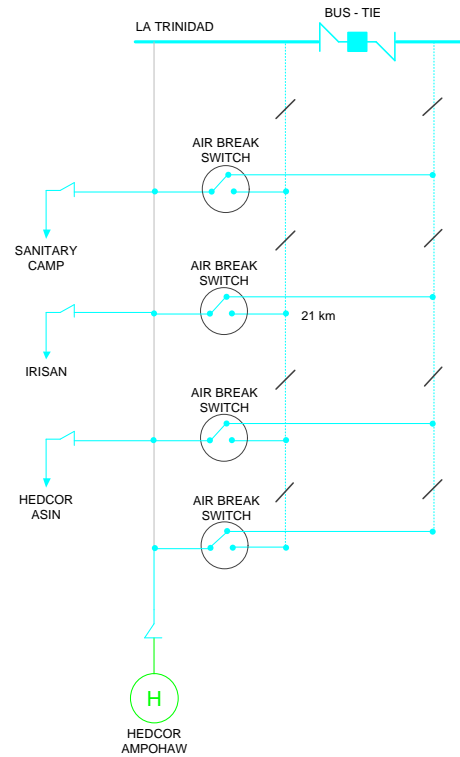 BUS - TIE
LA TRINIDAD
AIR BREAK
SWITCH
SANITARY
CAMP
AIR BREAK
SWITCH
21 km
IRISAN
AIR BREAK
SWITCH
HEDCOR
ASIN
AIR BREAK
SWITCH
H
HEDCOR
AMPOHAW